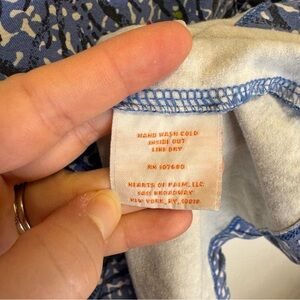 HAND WASH COLD
INSIDE OUT
LINE DRY
RN 107680
HEARTS OF PALM, LLC.
1411 BROADWAY
NEW YORK, NY, 10018